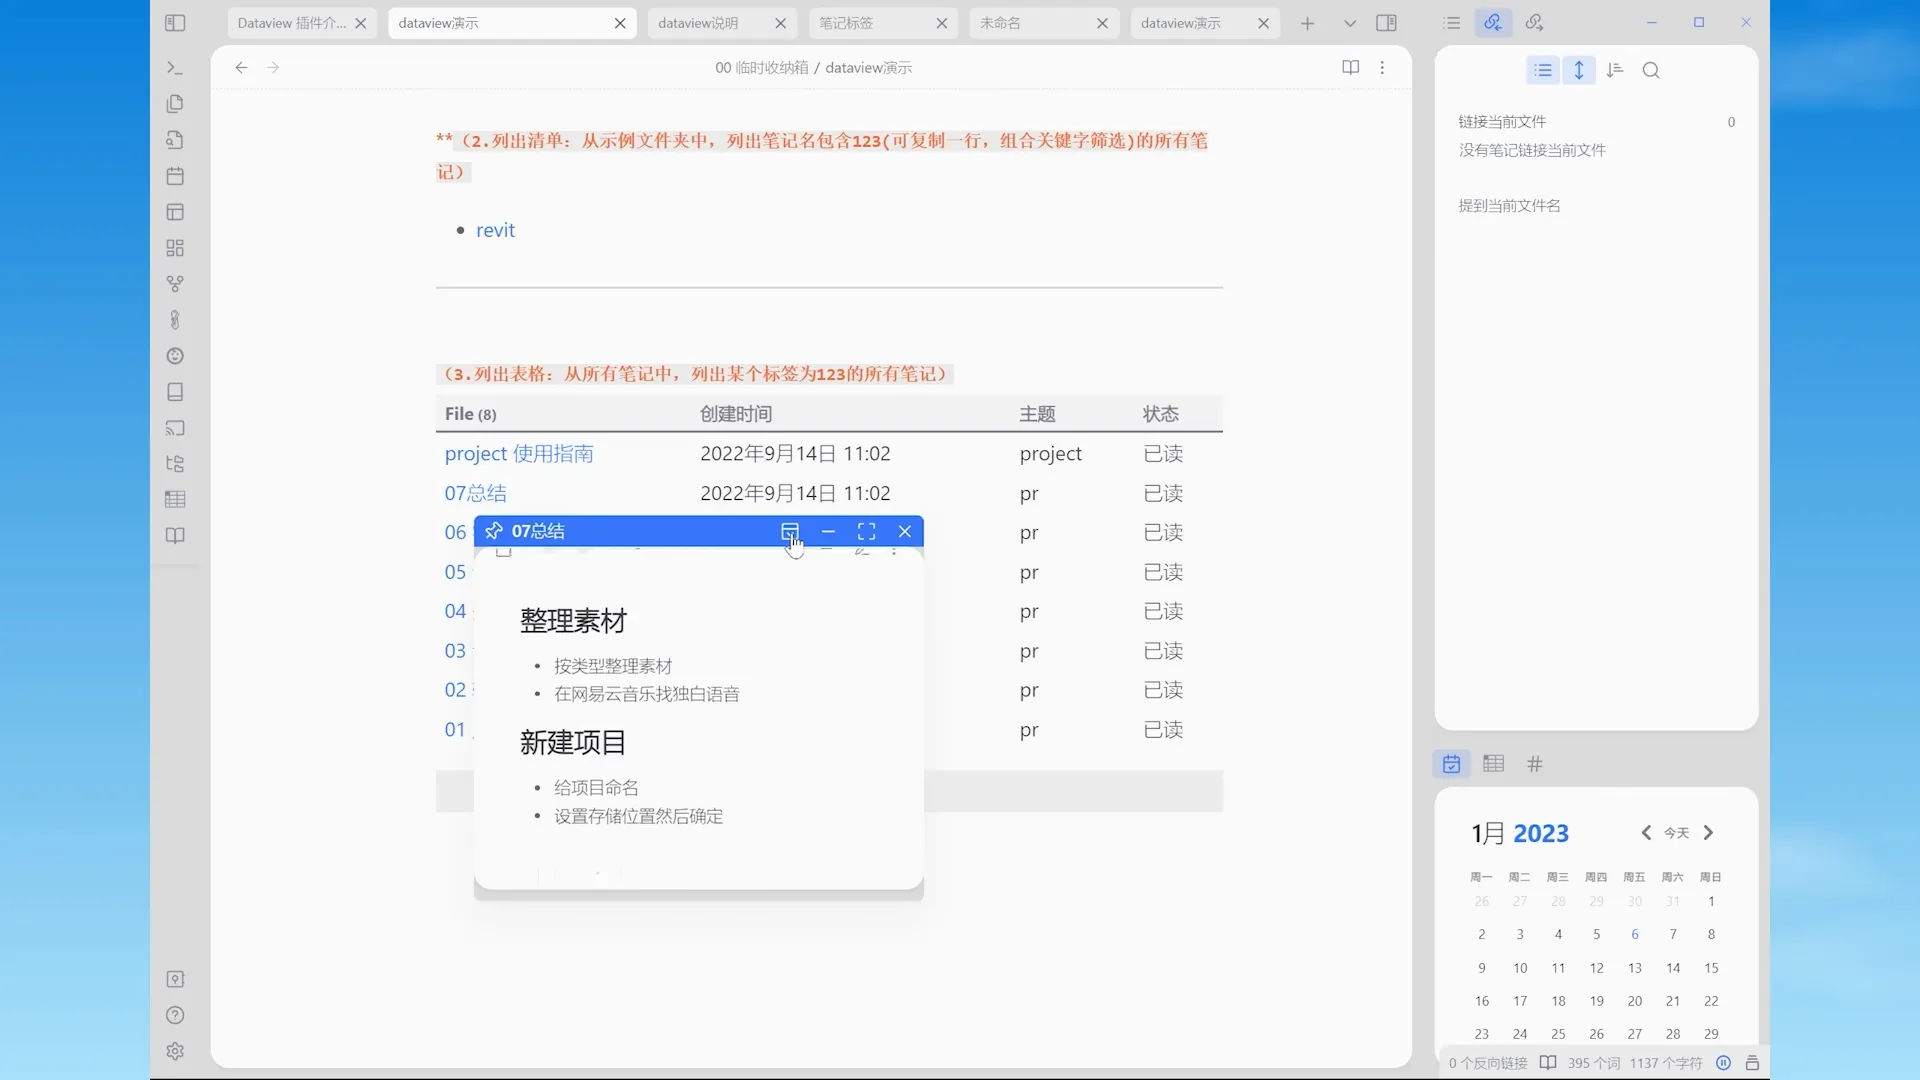 Dataview 插件介...
dataview演示
dataview说明
笔记标签
未命名
dataview演示
00 临时收纳箱 / dataview演示
**（2.列出清单：从示例文件夹中，列出笔记名包含123(可复制一行，组合关键字筛选)的所有笔
记）
revit
（3.列出表格：从所有笔记中，列出某个标签为123的所有笔记）
File (8) 创建时间 主题 状态
project 使用指南 2022年9月14日 11:02 project 已读
07总结 2022年9月14日 11:02 pr 已读
06 pr 已读
05 pr 已读
04 pr 已读
03 pr 已读
02 pr 已读
01 pr 已读
07总结
整理素材
按类型整理素材
在网易云音乐找独白语音
新建项目
给项目命名
设置存储位置然后确定
链接当前文件 0
没有笔记链接当前文件
提到当前文件名
1月 2023 今天
周一 周二 周三 周四 周五 周六 周日
26 27 28 29 30 31 1
2 3 4 5 6 7 8
9 10 11 12 13 14 15
16 17 18 19 20 21 22
23 24 25 26 27 28 29
0 个反向链接 395 个词 1137 个字符